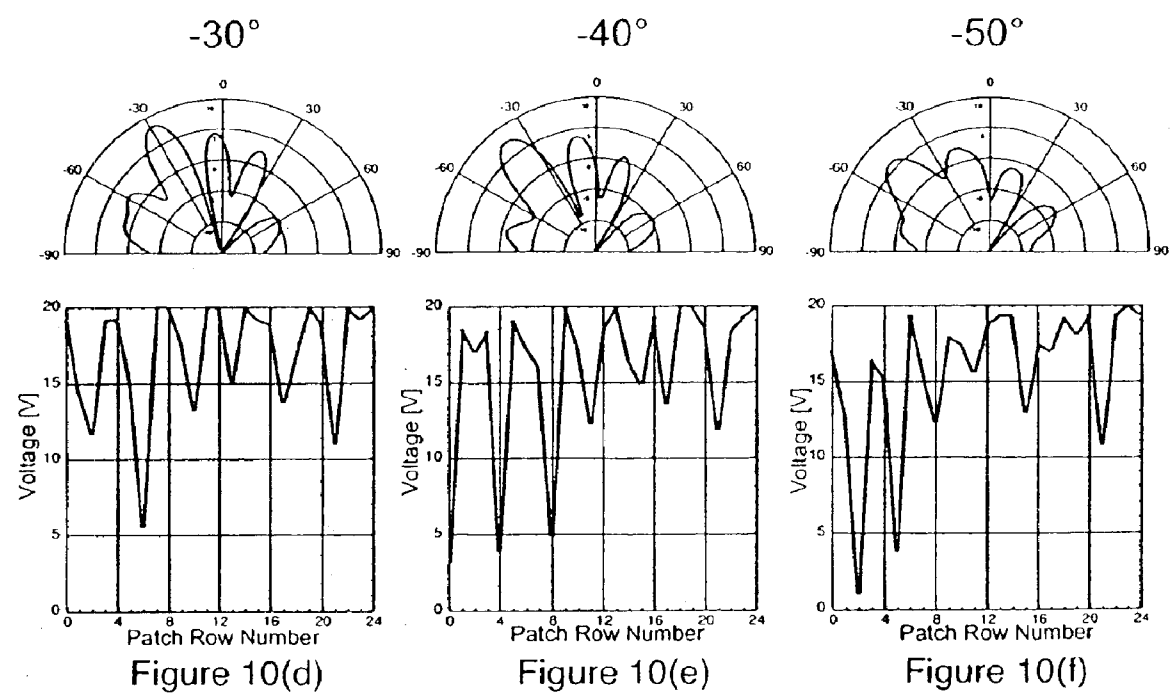 -30° -40° -50°
0 0 0
-30 30 -30 30 -30 30
-60 60 -60 60 -60 60
-90 90 -90 90 -90 90
20 20 20
15 15 15
10 10 10
5 5 5
0 0 0
Voltage [V] Voltage [V] Voltage [V]
0 4 8 12 16 20 24 0 4 8 12 16 20 24 0 4 8 12 16 20 24
Patch Row Number Patch Row Number Patch Row Number
Figure 10(d) Figure 10(e) Figure 10(f)